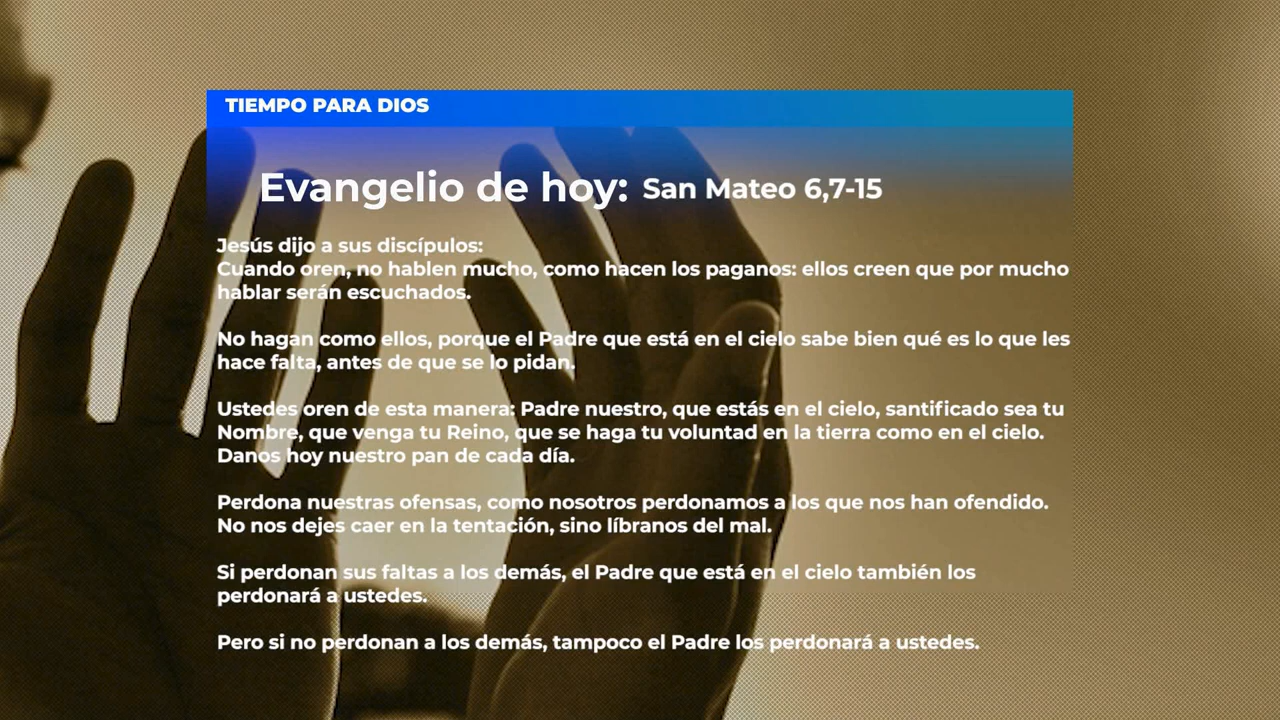 TIEMPO PARA DIOS
Evangelio de hoy: San Mateo 6,7-15
Jesús dijo a sus discípulos:
Cuando oren, no hablen mucho, como hacen los paganos: ellos creen que por mucho
hablar serán escuchados.
No hagan como ellos, porque el Padre que está en el cielo sabe bien qué es lo que les
hace falta, antes de que se lo pidan.
Ustedes oren de esta manera: Padre nuestro, que estás en el cielo, santificado sea tu
Nombre, que venga tu Reino, que se haga tu voluntad en la tierra como en el cielo.
Danos hoy nuestro pan de cada día.
Perdona nuestras ofensas, como nosotros perdonamos a los que nos han ofendido.
No nos dejes caer en la tentación, sino líbranos del mal.
Si perdonan sus faltas a los demás, el Padre que está en el cielo también los
perdonará a ustedes.
Pero si no perdonan a los demás, tampoco el Padre los perdonará a ustedes.